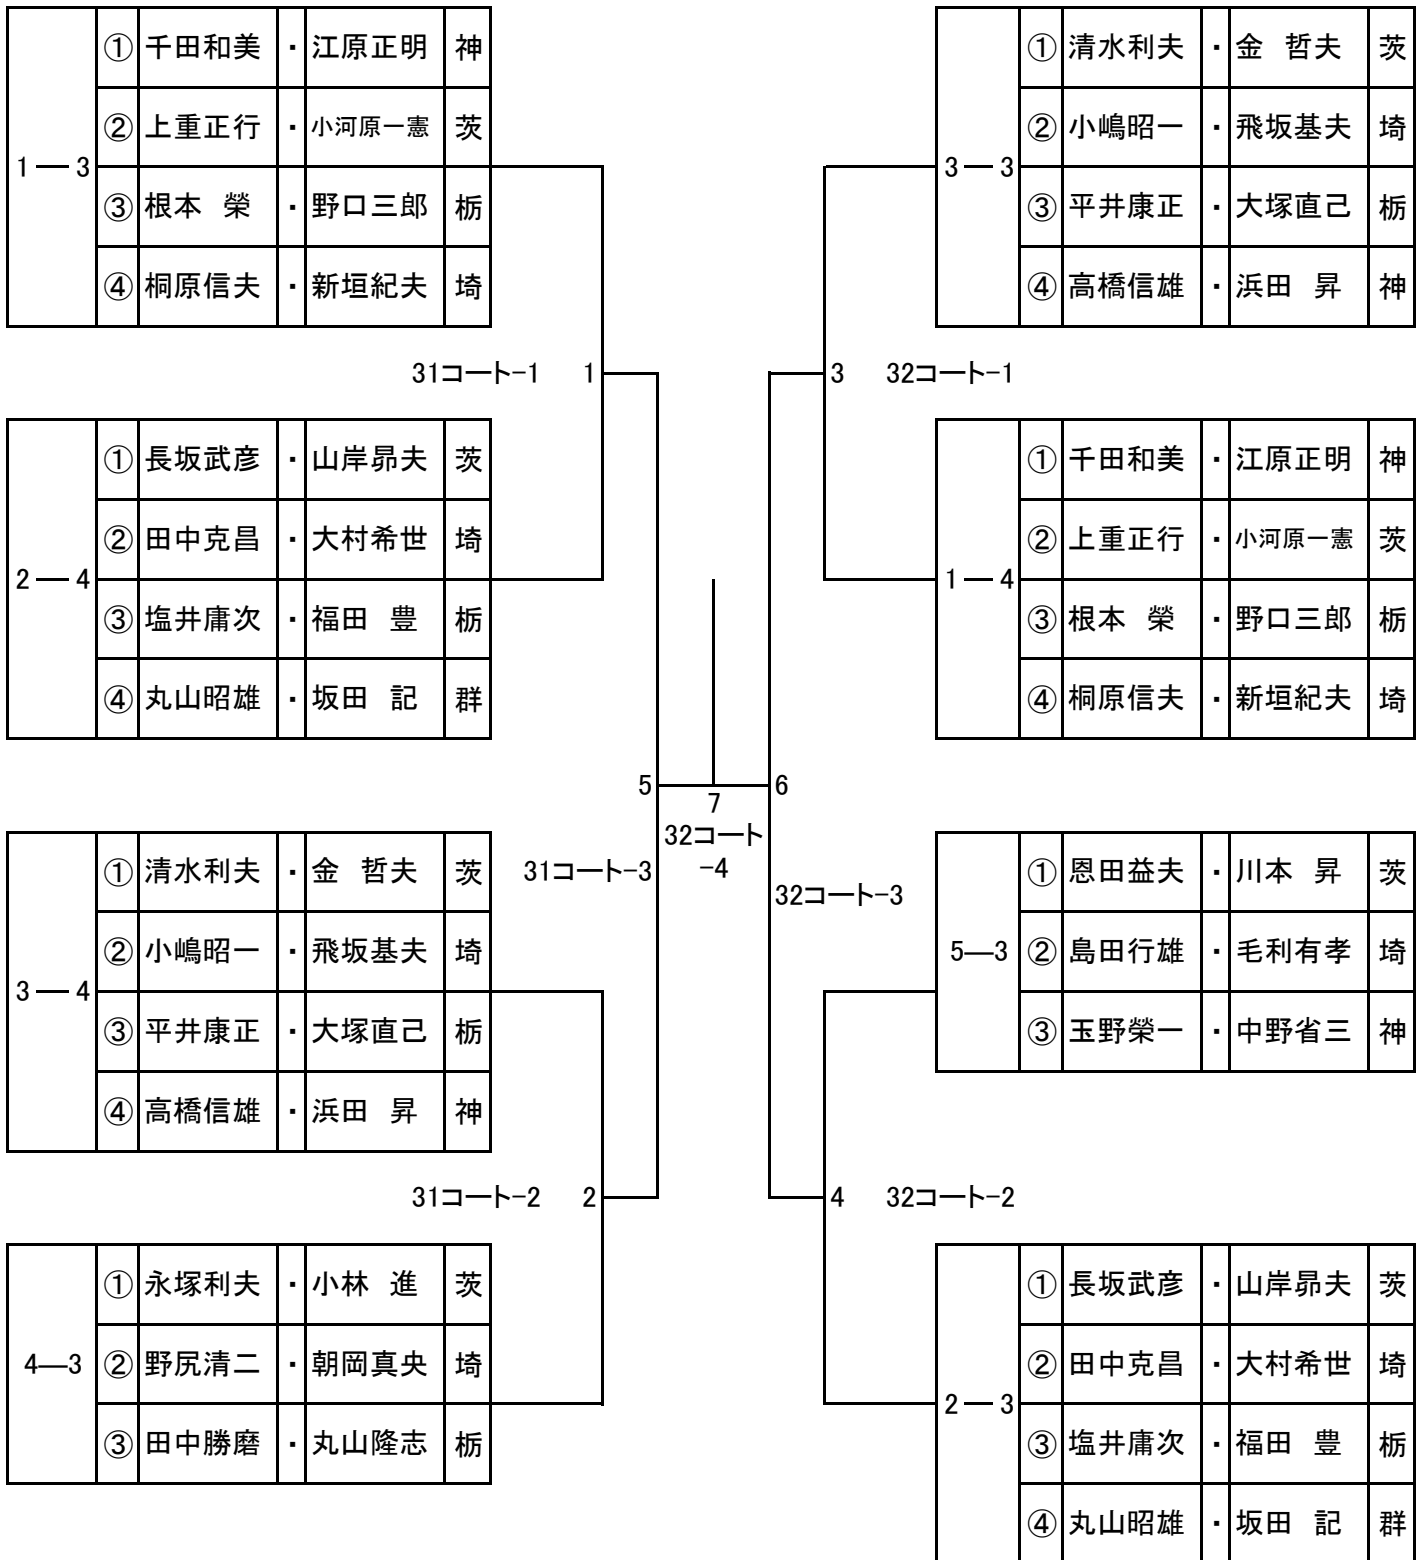 ① 千田和美 ・ 江原正明 神
② 上重正行 ・ 小河原一憲 茨
1 ― 3
③ 根本 榮 ・ 野口三郎 栃
④ 桐原信夫 ・ 新垣紀夫 埼
31コート-1 1
① 長坂武彦 ・ 山岸昴夫 茨
② 田中克昌 ・ 大村希世 埼
2 ― 4
③ 塩井庸次 ・ 福田 豊 栃
④ 丸山昭雄 ・ 坂田 記 群
5
31コート-3
① 清水利夫 ・ 金 哲夫 茨
② 小嶋昭一 ・ 飛坂基夫 埼
3 ― 4
③ 平井康正 ・ 大塚直己 栃
④ 高橋信雄 ・ 浜田 昇 神
31コート-2 2
① 永塚利夫 ・ 小林 進 茨
4―3 ② 野尻清二 ・ 朝岡真央 埼
③ 田中勝磨 ・ 丸山隆志 栃
7
32コート
-4
① 清水利夫 ・ 金 哲夫 茨
② 小嶋昭一 ・ 飛坂基夫 埼
3 ― 3
③ 平井康正 ・ 大塚直己 栃
④ 高橋信雄 ・ 浜田 昇 神
3 32コート-1
① 千田和美 ・ 江原正明 神
② 上重正行 ・ 小河原一憲 茨
1 ― 4
③ 根本 榮 ・ 野口三郎 栃
④ 桐原信夫 ・ 新垣紀夫 埼
6
32コート-3
① 恩田益夫 ・ 川本 昇 茨
5―3 ② 島田行雄 ・ 毛利有孝 埼
③ 玉野榮一 ・ 中野省三 神
4 32コート-2
① 長坂武彦 ・ 山岸昴夫 茨
② 田中克昌 ・ 大村希世 埼
2 ― 3
③ 塩井庸次 ・ 福田 豊 栃
④ 丸山昭雄 ・ 坂田 記 群